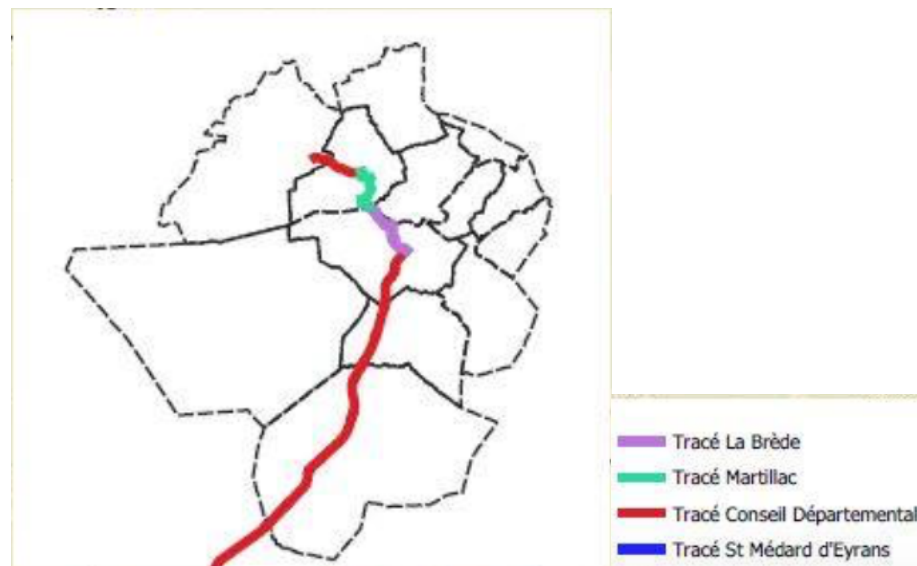 Tracé La Brède
Tracé Martillac
Tracé Conseil Départemental
Tracé St Médard d'Eyrans